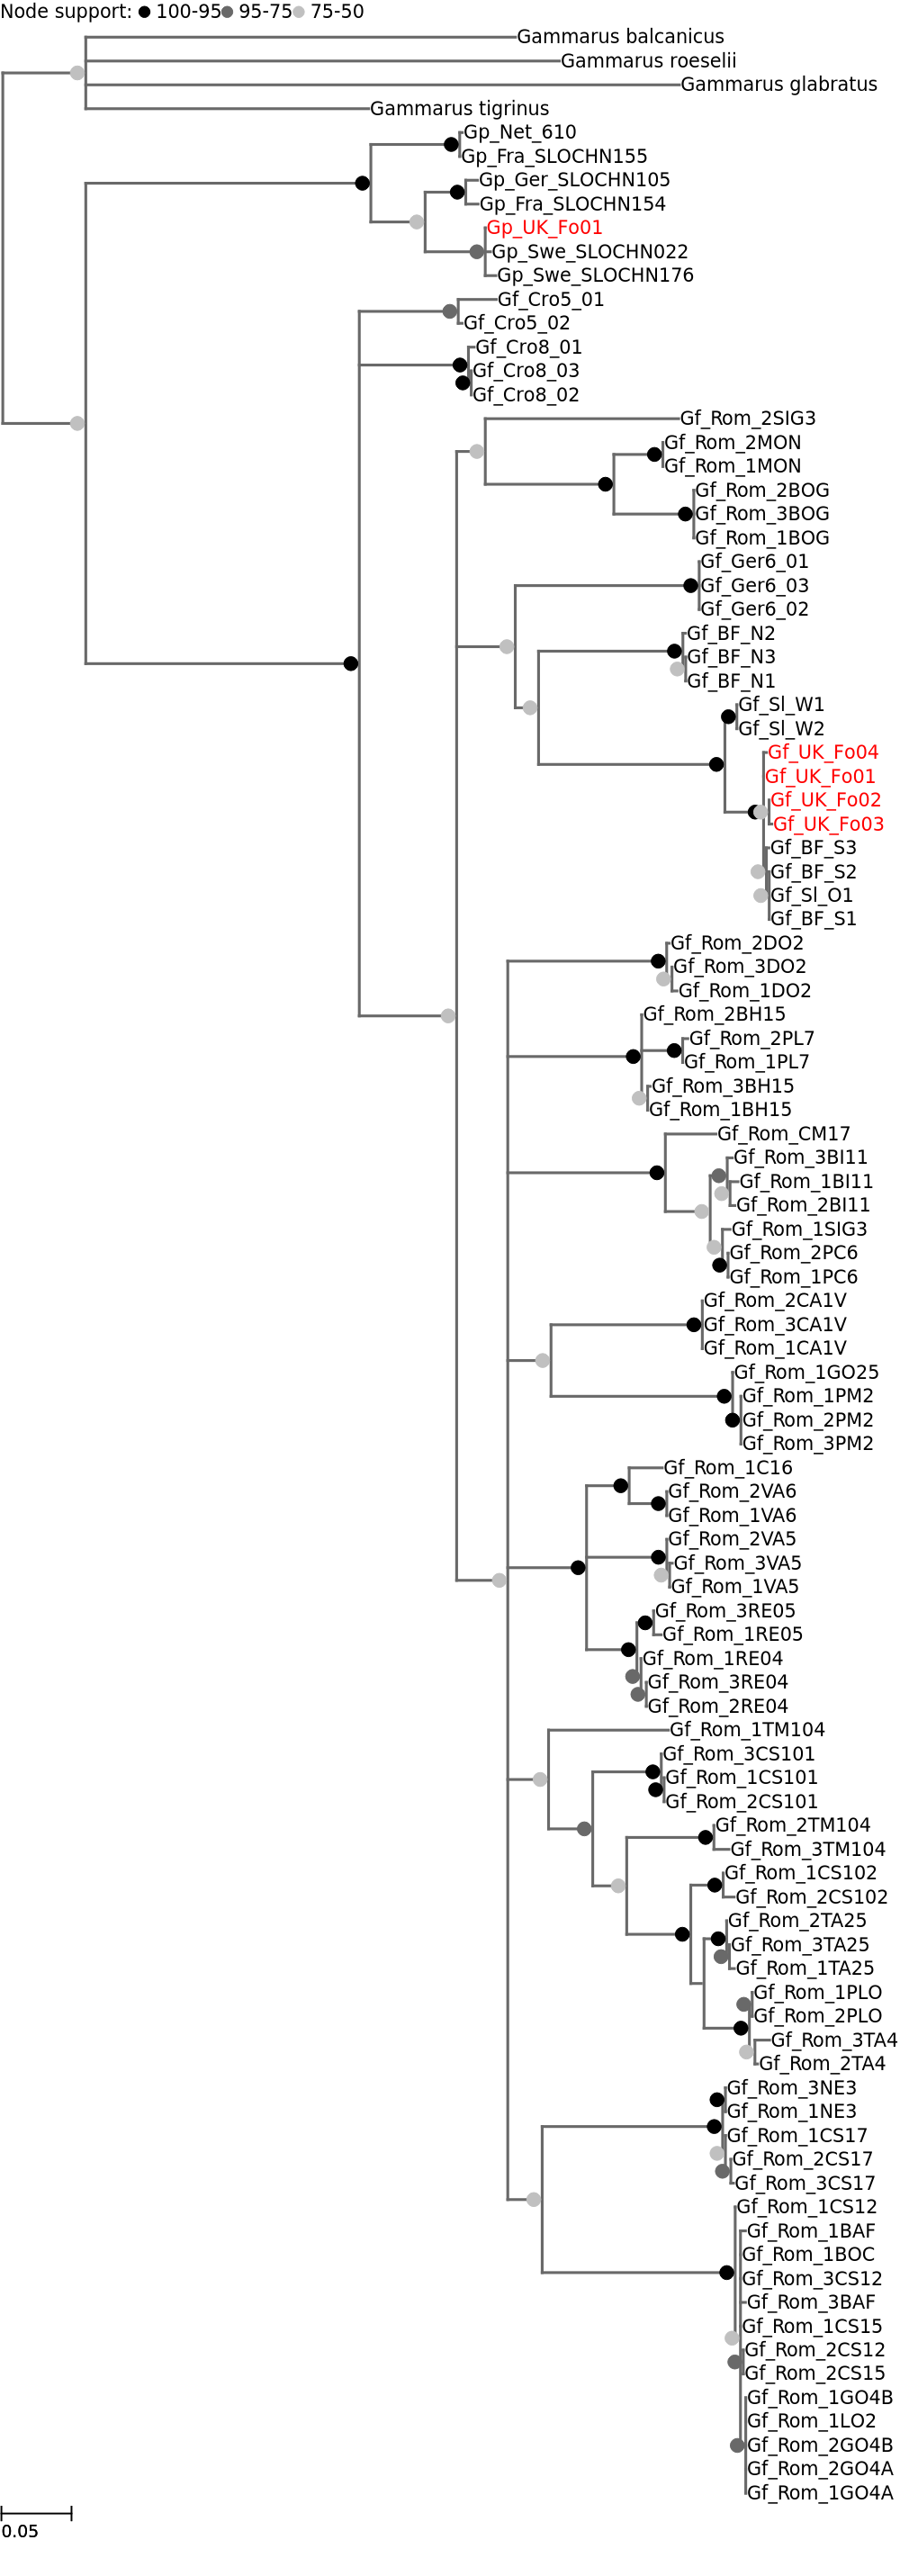 Node support: 100-95 95-75 75-50
Gammarus balcanicus
Gammarus roeselii
Gammarus glabratus
Gammarus tigrinus
Gp_Net_610
Gp_Fra_SLOCHN155
Gp_Ger_SLOCHN105
Gp_Fra_SLOCHN154
Gp_UK_Fo01
Gp_Swe_SLOCHN022
Gp_Swe_SLOCHN176
Gf_Cro5_01
Gf_Cro5_02
Gf_Cro8_01
Gf_Cro8_03
Gf_Cro8_02
Gf_Rom_2SIG3
Gf_Rom_2MON
Gf_Rom_1MON
Gf_Rom_2BOG
Gf_Rom_3BOG
Gf_Rom_1BOG
Gf_Ger6_01
Gf_Ger6_03
Gf_Ger6_02
Gf_BF_N2
Gf_BF_N3
Gf_BF_N1
Gf_Sl_W1
Gf_Sl_W2
Gf_UK_Fo04
Gf_UK_Fo01
Gf_UK_Fo02
Gf_UK_Fo03
Gf_BF_S3
Gf_BF_S2
Gf_Sl_O1
Gf_BF_S1
Gf_Rom_2DO2
Gf_Rom_3DO2
Gf_Rom_1DO2
Gf_Rom_2BH15
Gf_Rom_2PL7
Gf_Rom_1PL7
Gf_Rom_3BH15
Gf_Rom_1BH15
Gf_Rom_CM17
Gf_Rom_3BI11
Gf_Rom_1BI11
Gf_Rom_2BI11
Gf_Rom_1SIG3
Gf_Rom_2PC6
Gf_Rom_1PC6
Gf_Rom_2CA1V
Gf_Rom_3CA1V
Gf_Rom_1CA1V
Gf_Rom_1GO25
Gf_Rom_1PM2
Gf_Rom_2PM2
Gf_Rom_3PM2
Gf_Rom_1C16
Gf_Rom_2VA6
Gf_Rom_1VA6
Gf_Rom_2VA5
Gf_Rom_3VA5
Gf_Rom_1VA5
Gf_Rom_3RE05
Gf_Rom_1RE05
Gf_Rom_1RE04
Gf_Rom_3RE04
Gf_Rom_2RE04
Gf_Rom_1TM104
Gf_Rom_3CS101
Gf_Rom_1CS101
Gf_Rom_2CS101
Gf_Rom_2TM104
Gf_Rom_3TM104
Gf_Rom_1CS102
Gf_Rom_2CS102
Gf_Rom_2TA25
Gf_Rom_3TA25
Gf_Rom_1TA25
Gf_Rom_1PLO
Gf_Rom_2PLO
Gf_Rom_3TA4
Gf_Rom_2TA4
Gf_Rom_3NE3
Gf_Rom_1NE3
Gf_Rom_1CS17
Gf_Rom_2CS17
Gf_Rom_3CS17
Gf_Rom_1CS12
Gf_Rom_1BAF
Gf_Rom_1BOC
Gf_Rom_3CS12
Gf_Rom_3BAF
Gf_Rom_1CS15
Gf_Rom_2CS12
Gf_Rom_2CS15
Gf_Rom_1GO4B
Gf_Rom_1LO2
Gf_Rom_2GO4B
Gf_Rom_2GO4A
Gf_Rom_1GO4A
0.05